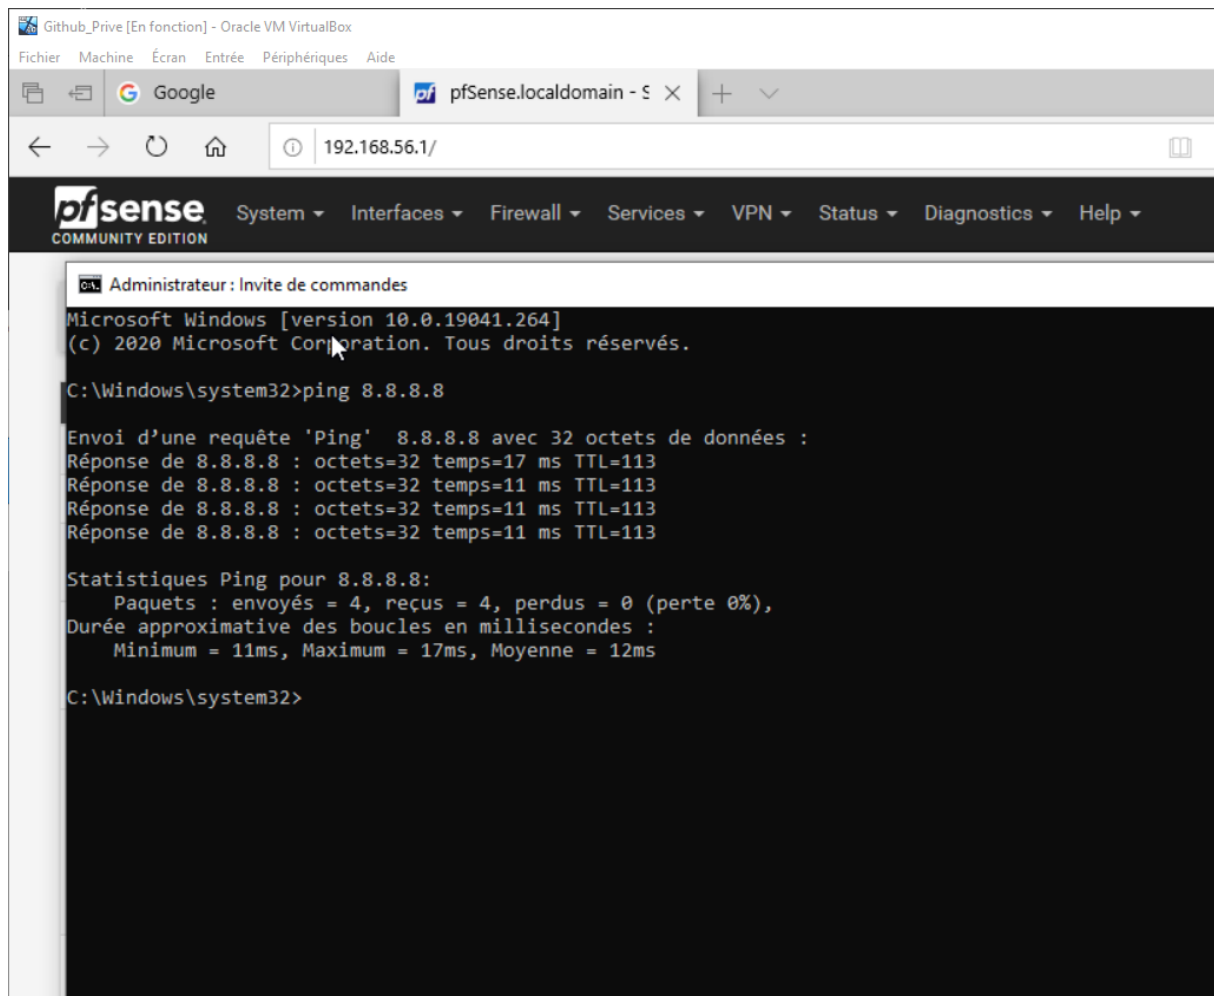 Github_Prive [En fonction] - Oracle VM VirtualBox
Fichier Machine Écran Entrée Périphériques Aide
Google pfSense.localdomain - S
192.168.56.1/
pfsense System Interfaces Firewall Services VPN Status Diagnostics Help
COMMUNITY EDITION
Administrateur : Invite de commandes
Microsoft Windows [version 10.0.19041.264]
(c) 2020 Microsoft Corporation. Tous droits réservés.
C:\Windows\system32>ping 8.8.8.8
Envoi d’une requête 'Ping'  8.8.8.8 avec 32 octets de données :
Réponse de 8.8.8.8 : octets=32 temps=17 ms TTL=113
Réponse de 8.8.8.8 : octets=32 temps=11 ms TTL=113
Réponse de 8.8.8.8 : octets=32 temps=11 ms TTL=113
Réponse de 8.8.8.8 : octets=32 temps=11 ms TTL=113
Statistiques Ping pour 8.8.8.8:
    Paquets : envoyés = 4, reçus = 4, perdus = 0 (perte 0%),
Durée approximative des boucles en millisecondes :
    Minimum = 11ms, Maximum = 17ms, Moyenne = 12ms
C:\Windows\system32>